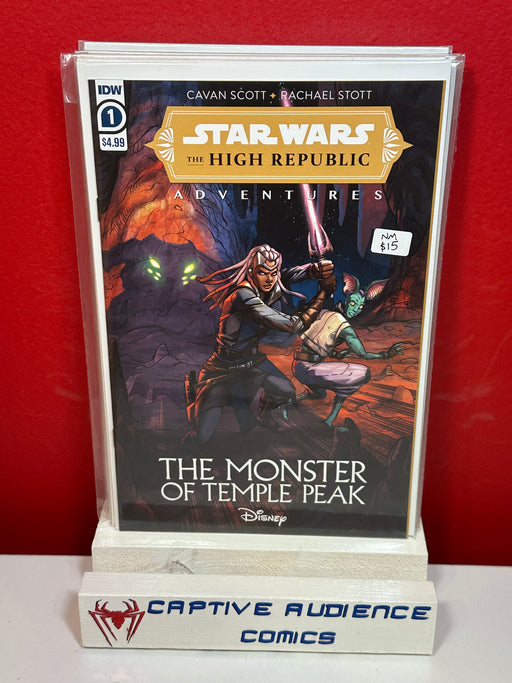 IDW
1
$4.99
CAVAN SCOTT ✦ RACHAEL STOTT
STAR WARS
THE HIGH REPUBLIC
ADVENTURES
NM
$15
THE MONSTER
OF TEMPLE PEAK
Disney
CAPTIVE AUDIENCE
COMICS